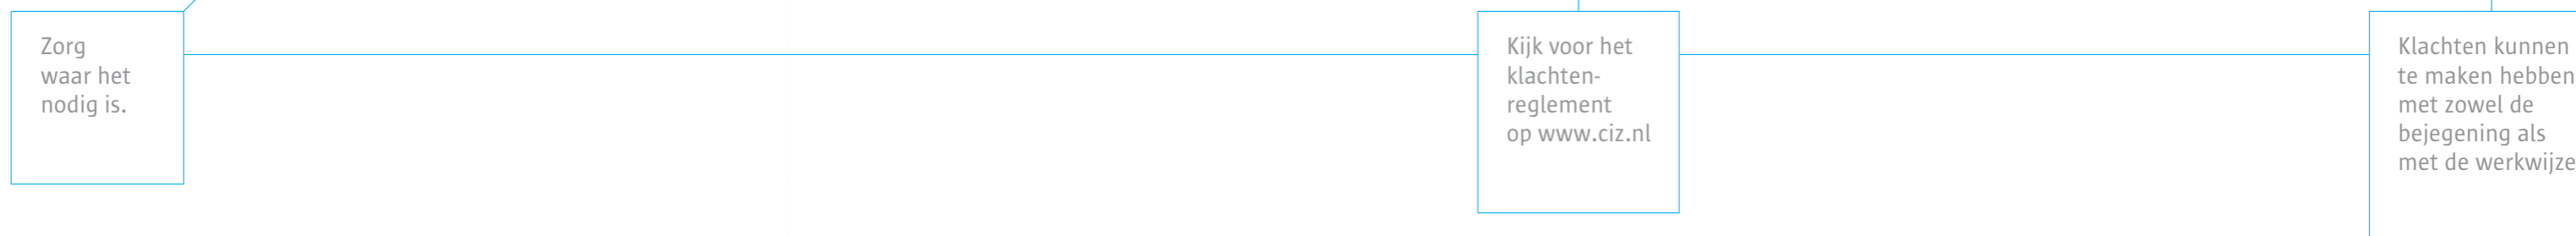 Zorg
waar het
nodig is.
Kijk voor het
klachten-
reglement
op www.ciz.nl
Klachten kunnen
te maken hebben
met zowel de
bejegening als
met de werkwijze